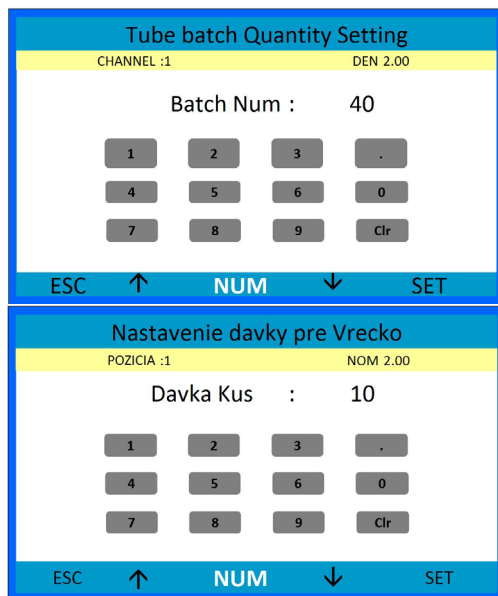 Tube batch Quantity Setting
CHANNEL :1 DEN 2.00
Batch Num : 40
1 2 3 .
4 5 6 0
7 8 9 Clr
ESC ↑ NUM ↓ SET
Nastavenie davky pre Vrecko
POZICIA :1 NOM 2.00
Davka Kus : 10
1 2 3 .
4 5 6 0
7 8 9 Clr
ESC ↑ NUM ↓ SET